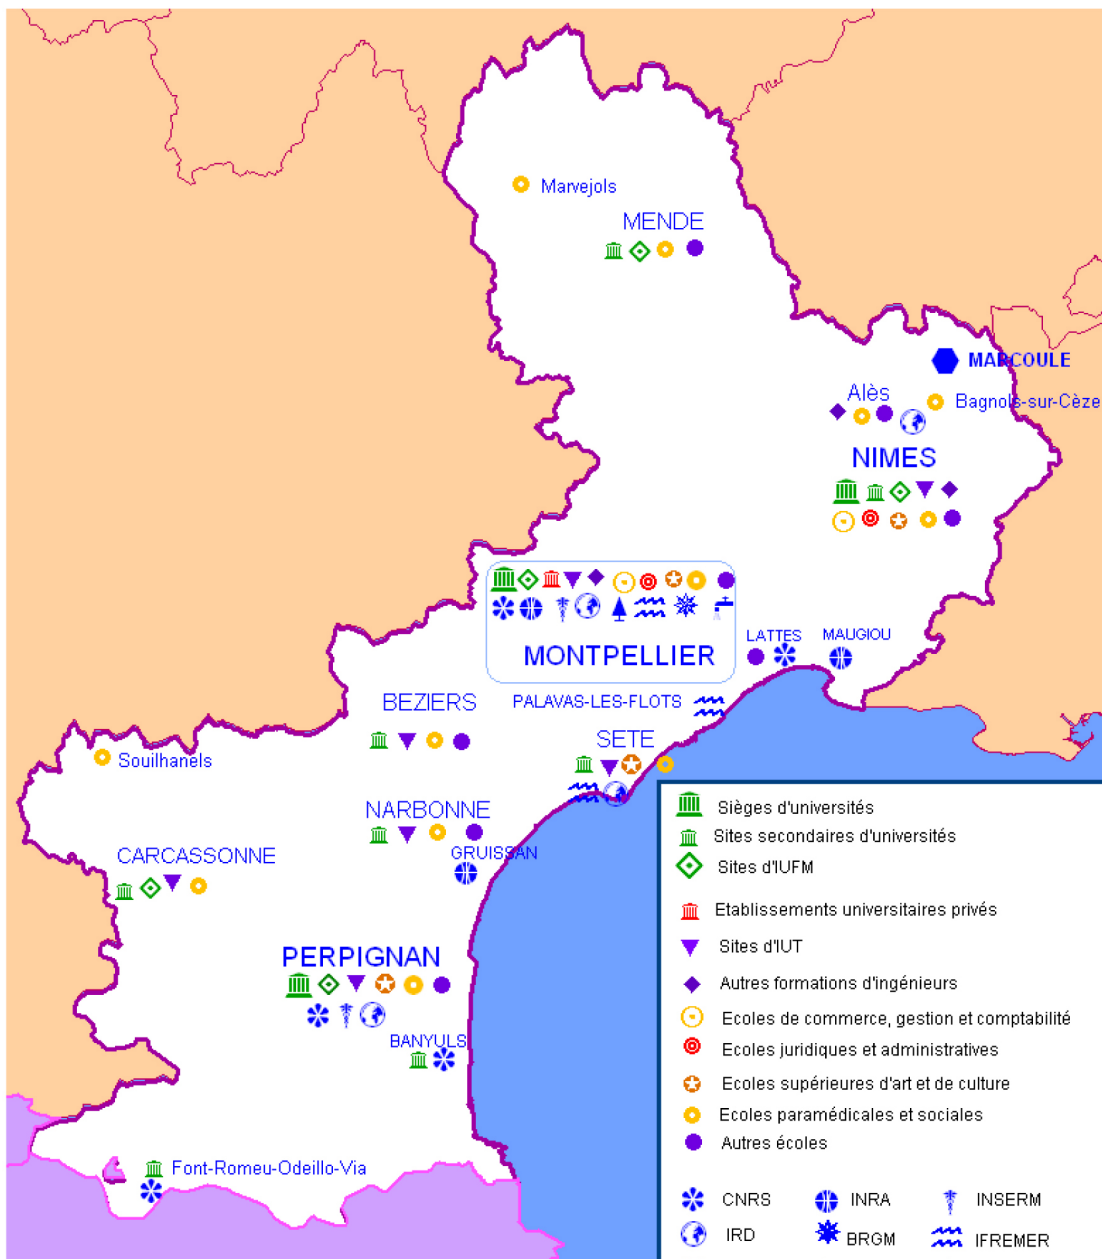 Marvejols
MENDE
MARCOULE
Alès
Bagnols-sur-Cèze
NIMES
MONTPELLIER
LATTES
MAUGIOU
PALAVAS-LES-FLOTS
BEZIERS
SETE
Souilhanels
NARBONNE
GRUISSAN
CARCASSONNE
PERPIGNAN
BANYULS
Font-Romeu-Odeillo-Via
Sièges d'universités
Sites secondaires d'universités
Sites d'IUFM
Etablissements universitaires privés
Sites d'IUT
Autres formations d'ingénieurs
Ecoles de commerce, gestion et comptabilité
Ecoles juridiques et administratives
Ecoles supérieures d'art et de culture
Ecoles paramédicales et sociales
Autres écoles
CNRS
INRA
INSERM
IRD
BRGM
IFREMER